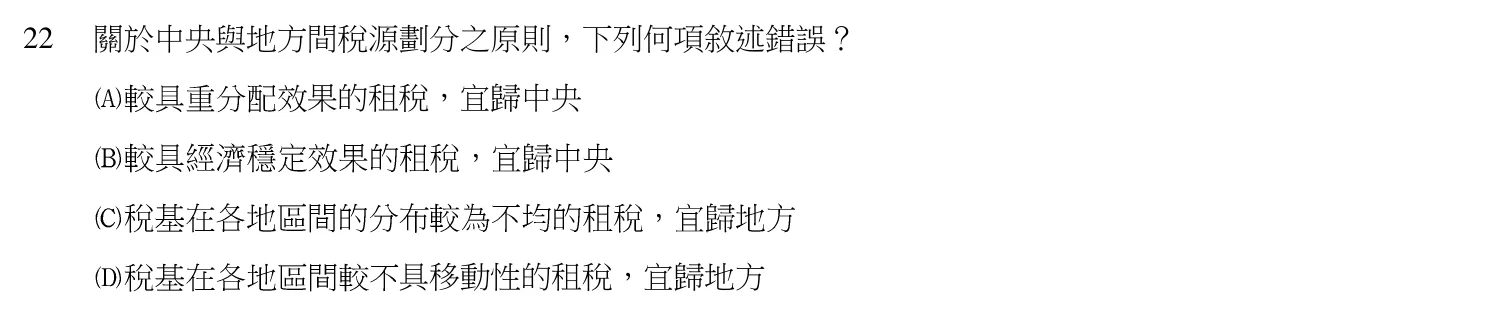 22 關於中央與地方間稅源劃分之原則，下列何項敘述錯誤？
(A)較具重分配效果的租稅，宜歸中央
(B)較具經濟穩定效果的租稅，宜歸中央
(C)稅基在各地區間的分布較為不均的租稅，宜歸地方
(D)稅基在各地區間較不具移動性的租稅，宜歸地方